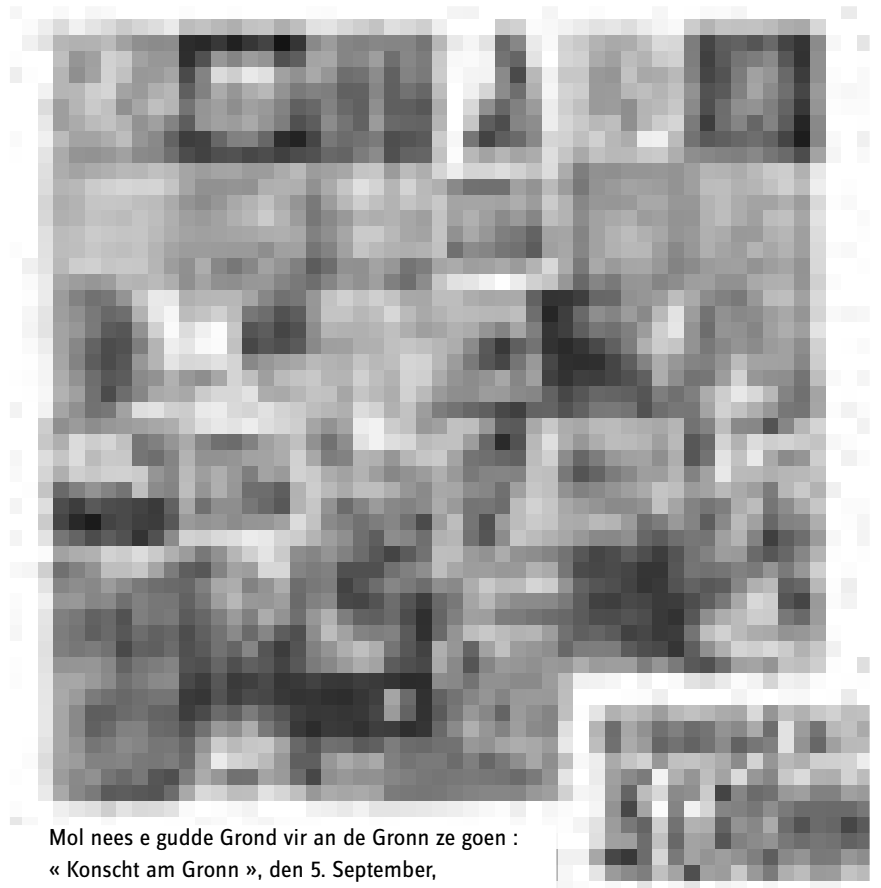 Mol nees e gudde Grond vir an de Gronn ze goen :
« Konscht am Gronn », den 5. September,